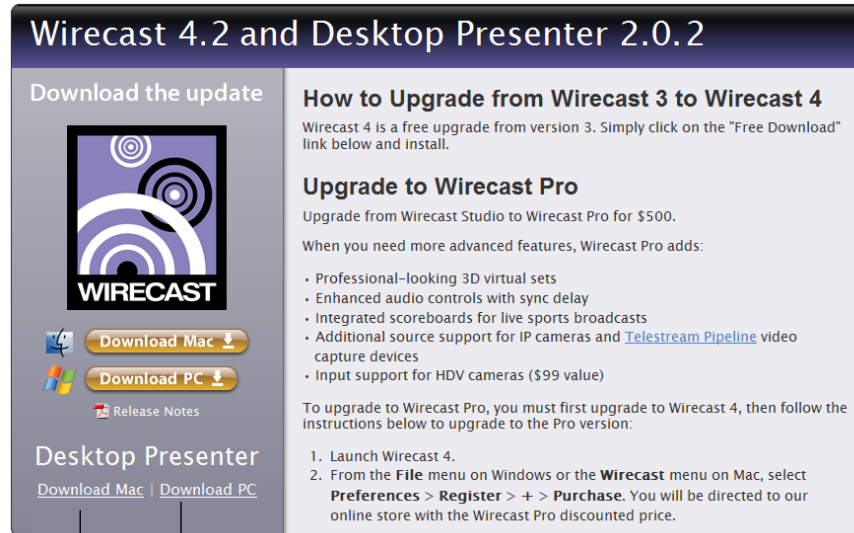 Wirecast 4.2 and Desktop Presenter 2.0.2
Download the update
WIRECAST
Download Mac
Download PC
Release Notes
Desktop Presenter
Download Mac | Download PC
How to Upgrade from Wirecast 3 to Wirecast 4
Wirecast 4 is a free upgrade from version 3. Simply click on the "Free Download"
link below and install.
Upgrade to Wirecast Pro
Upgrade from Wirecast Studio to Wirecast Pro for $500.
When you need more advanced features, Wirecast Pro adds:
• Professional-looking 3D virtual sets
• Enhanced audio controls with sync delay
• Integrated scoreboards for live sports broadcasts
• Additional source support for IP cameras and Telestream Pipeline video
capture devices
• Input support for HDV cameras ($99 value)
To upgrade to Wirecast Pro, you must first upgrade to Wirecast 4, then follow the
instructions below to upgrade to the Pro version:
1. Launch Wirecast 4.
2. From the File menu on Windows or the Wirecast menu on Mac, select
Preferences > Register > + > Purchase. You will be directed to our
online store with the Wirecast Pro discounted price.